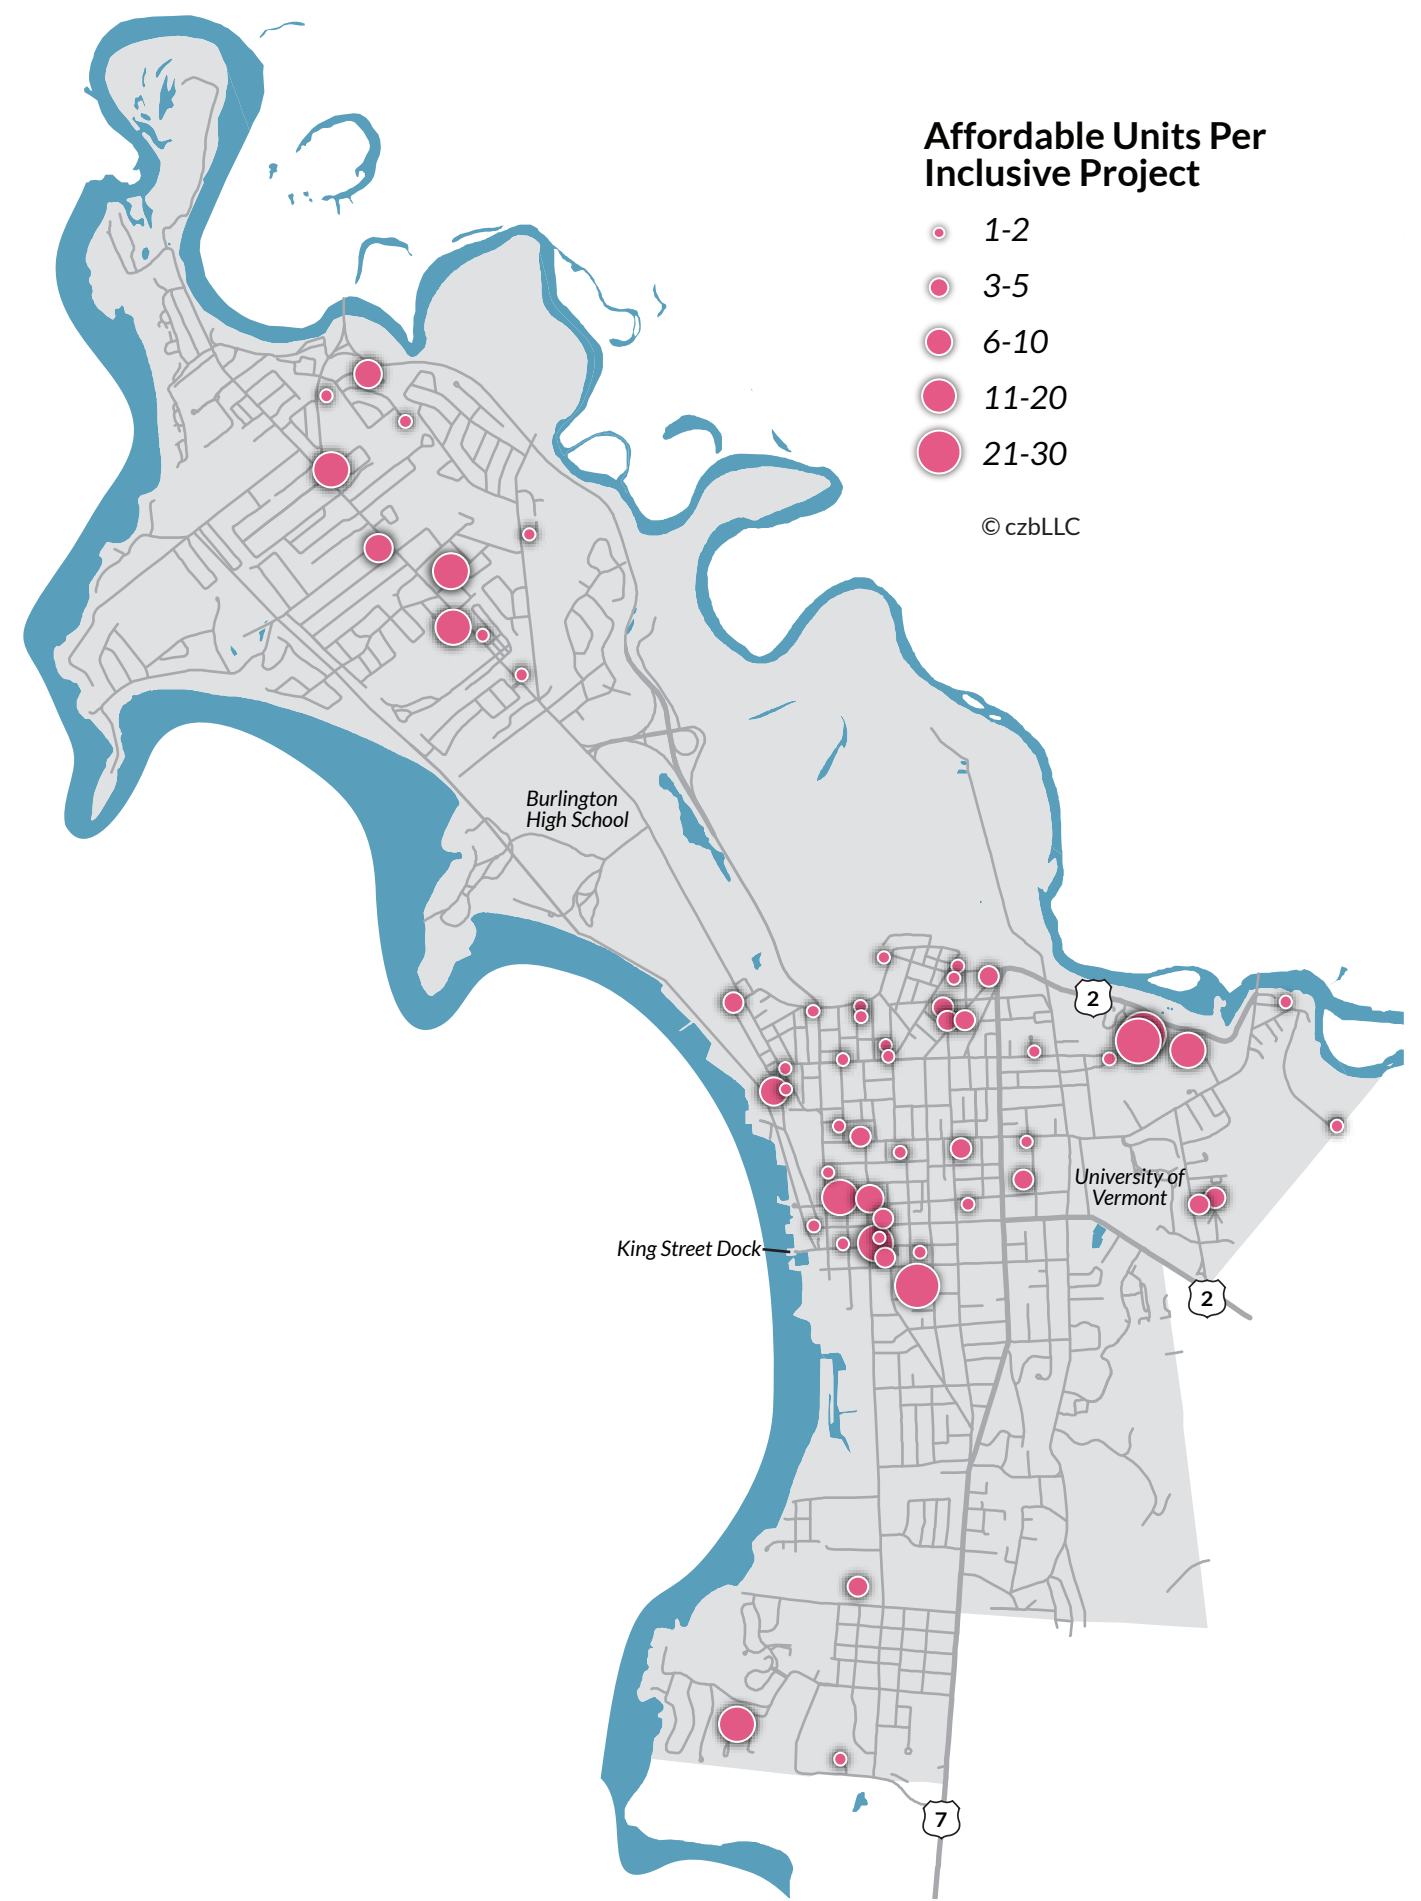 Affordable Units Per
Inclusive Project
1-2
3-5
6-10
11-20
21-30
© czbLLC
Burlington
High School
2
University of
Vermont
King Street Dock
2
7